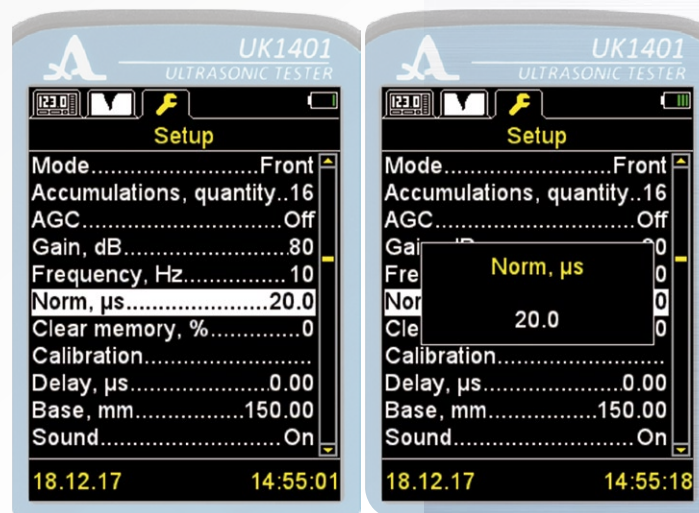 UK1401
ULTRASONIC TESTER
123.0
Setup
Mode..........................Front
Accumulations, quantity..16
AGC................................Off
Gain, dB..........................80
Frequency, Hz................10
Norm, µs......................20.0
Clear memory, %..............0
Calibration..........................
Delay, µs......................0.00
Base, mm................150.00
Sound............................On
18.12.17 14:55:01
UK1401
ULTRASONIC TESTER
123.0
Setup
Mode..........................Front
Accumulations, quantity..16
AGC................................Off
Norm, µs
20.0
Calibration..........................
Delay, µs......................0.00
Base, mm................150.00
Sound............................On
18.12.17 14:55:18